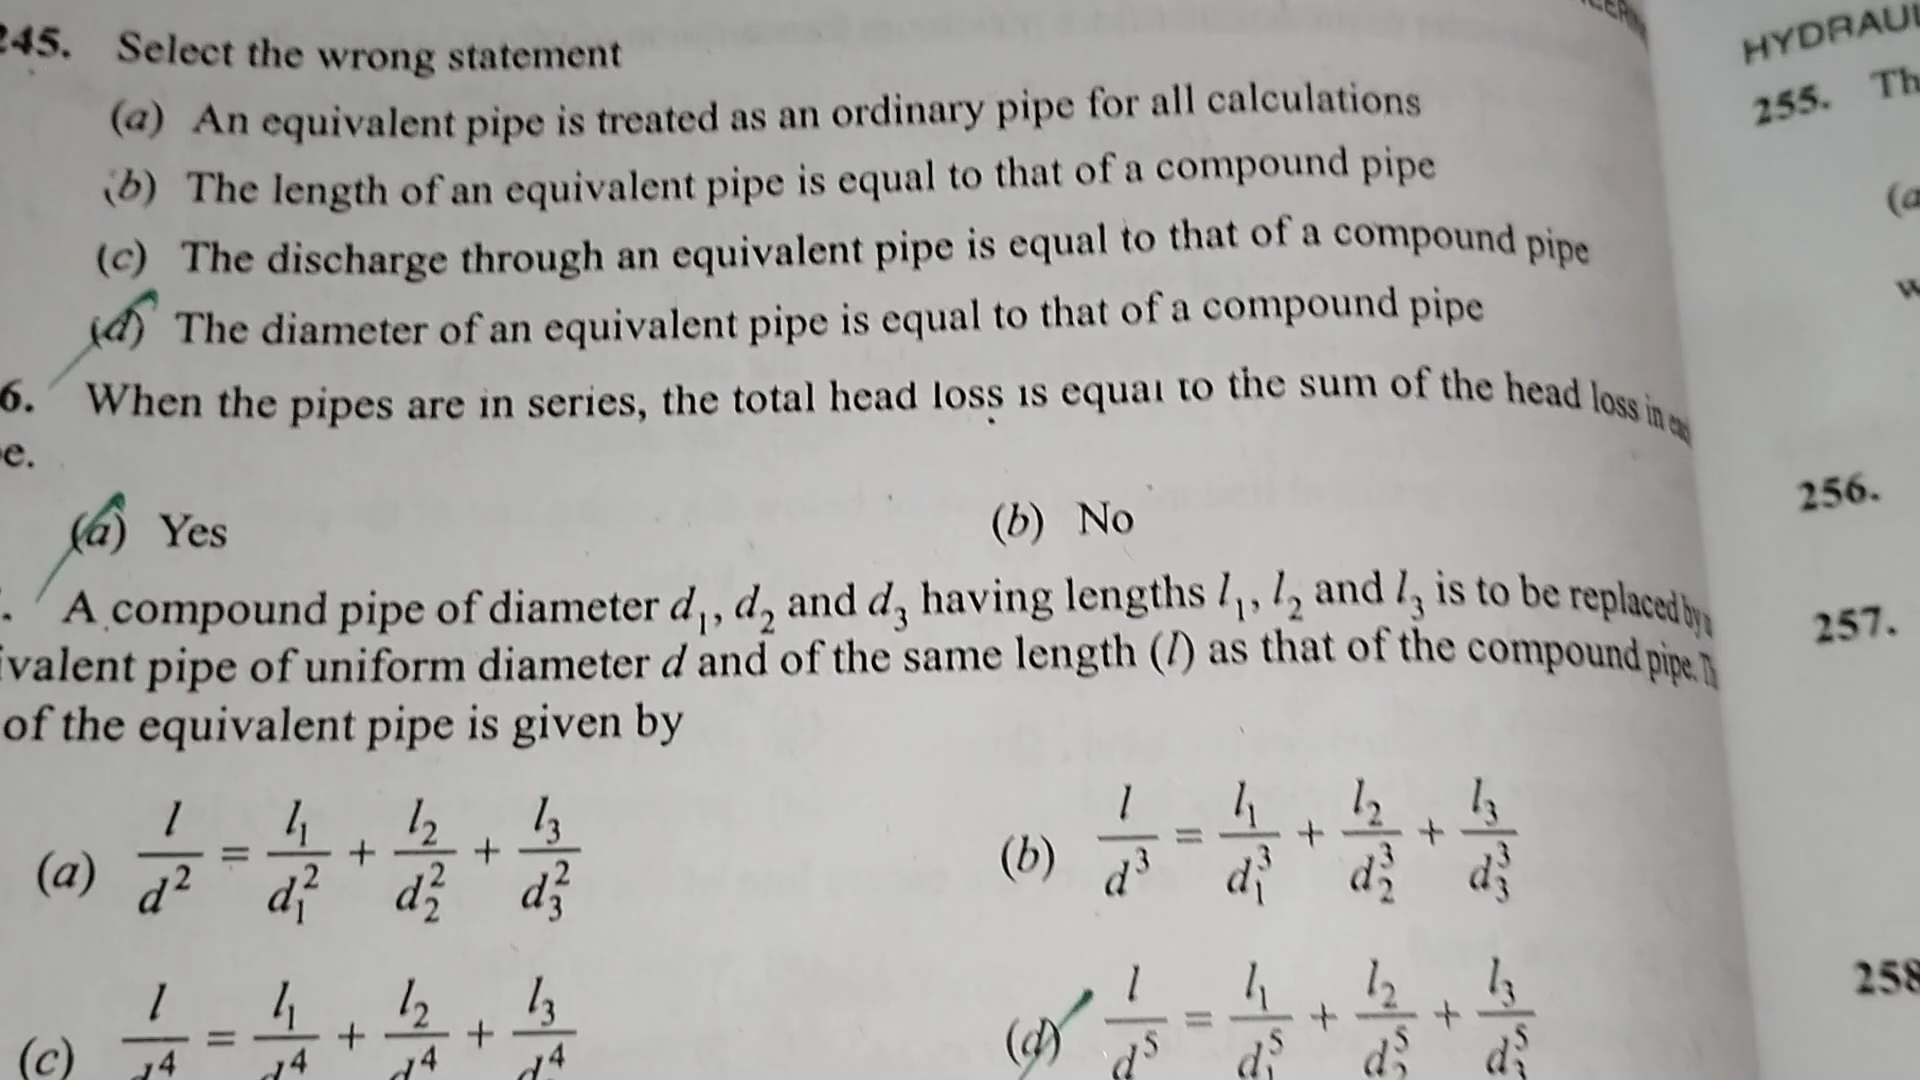 245. Select the wrong statement
(a) An equivalent pipe is treated as an ordinary pipe for all calculations
(b) The length of an equivalent pipe is equal to that of a compound pipe
(c) The discharge through an equivalent pipe is equal to that of a compound pipe
(d) The diameter of an equivalent pipe is equal to that of a compound pipe
6. When the pipes are in series, the total head loss is equal to the sum of the head loss in
e.
(a) Yes (b) No
. A compound pipe of diameter d₁, d₂ and d₃ having lengths l₁, l₂ and l₃ is to be replaced by
ivalent pipe of uniform diameter d and of the same length (l) as that of the compound pipe.
of the equivalent pipe is given by
(a) l/d² = l₁/d₁² + l₂/d₂² + l₃/d₃² (b) l/d³ = l₁/d₁³ + l₂/d₂³ + l₃/d₃³
(c) l/d⁴ = l₁/d₁⁴ + l₂/d₂⁴ + l₃/d₃⁴ (d) l/d⁵ = l₁/d₁⁵ + l₂/d₂⁵ + l₃/d₃⁵
HYDRAUL
255. Th
(a
w
256.
257.
258